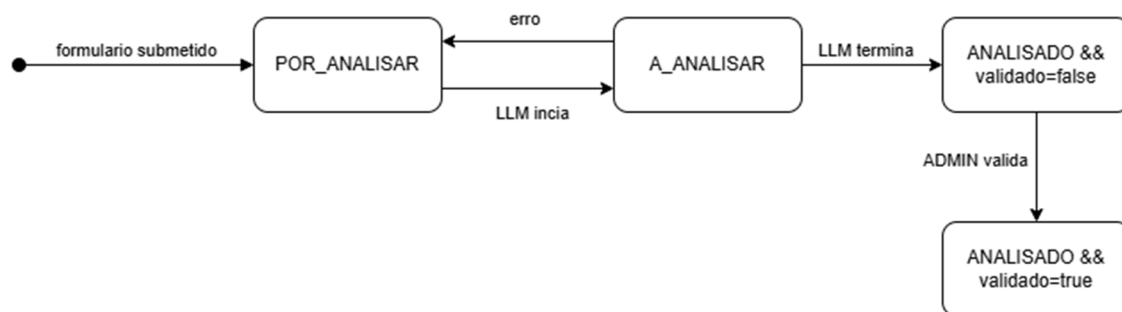 formulario submetido
POR_ANALISAR
erro
LLM incia
A_ANALISAR
LLM termina
ANALISADO &&
validado=false
ADMIN valida
ANALISADO &&
validado=true